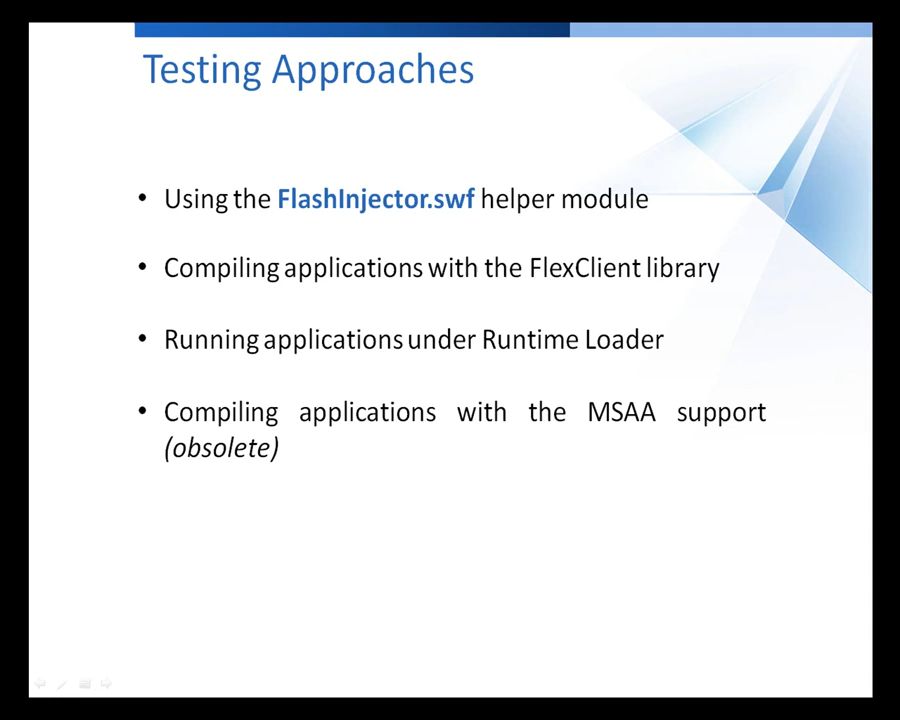 Testing Approaches
• Using the FlashInjector.swf helper module
• Compiling applications with the FlexClient library
• Running applications under Runtime Loader
• Compiling applications with the MSAA support
(obsolete)